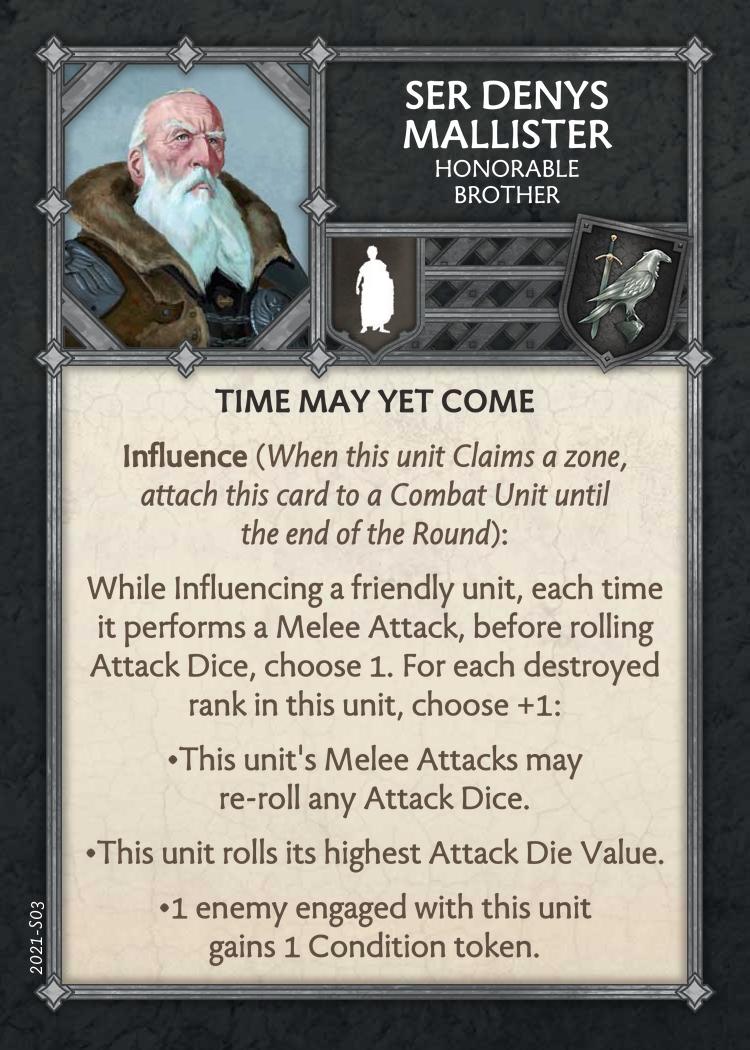 SER DENYS
MALLISTER
HONORABLE
BROTHER
TIME MAY YET COME
Influence (When this unit Claims a zone,
attach this card to a Combat Unit until
the end of the Round):
While Influencing a friendly unit, each time
it performs a Melee Attack, before rolling
Attack Dice, choose 1. For each destroyed
rank in this unit, choose +1:
•This unit's Melee Attacks may
re-roll any Attack Dice.
•This unit rolls its highest Attack Die Value.
•1 enemy engaged with this unit
gains 1 Condition token.
2021-S03